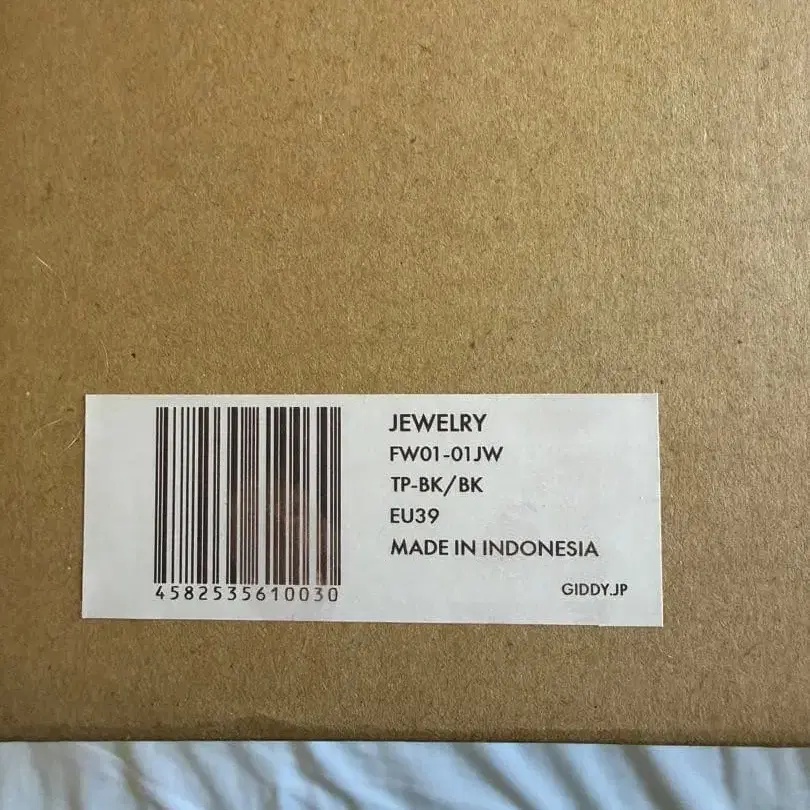 JEWELRY
FW01-01JW
TP-BK/BK
EU39
MADE IN INDONESIA
4582535610030
GIDDY.JP